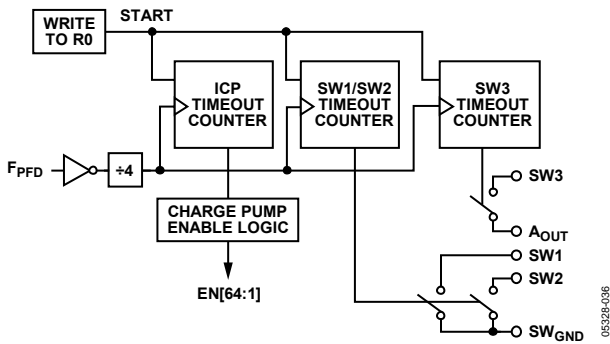 WRITE
TO R0
START
ICP
TIMEOUT
COUNTER
SW1/SW2
TIMEOUT
COUNTER
SW3
TIMEOUT
COUNTER
FPFD
÷4
CHARGE PUMP
ENABLE LOGIC
EN[64:1]
SW3
AOUT
SW1
SW2
SWGND
05328-036